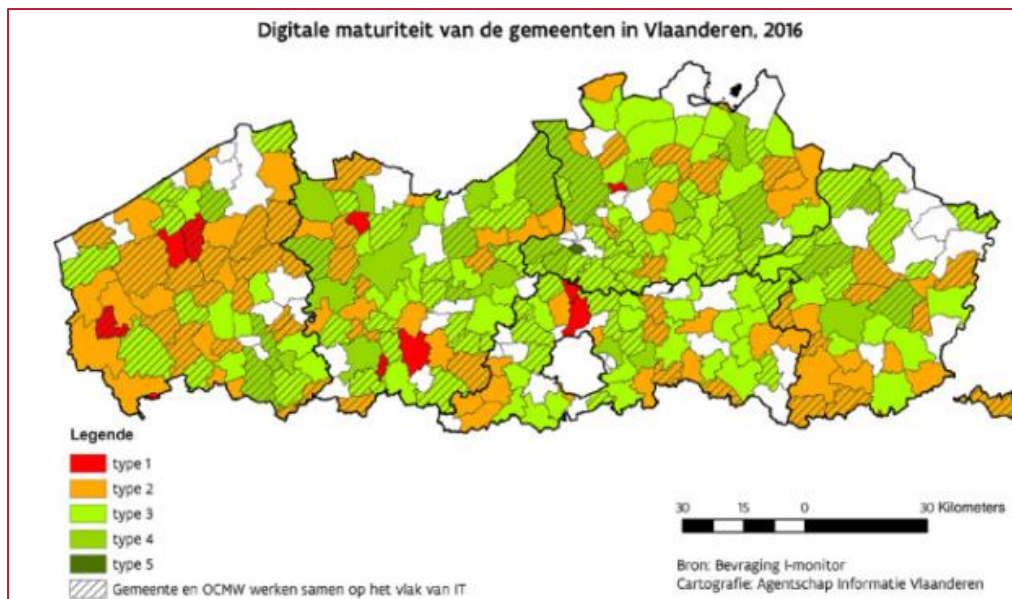 Digitale maturiteit van de gemeenten in Vlaanderen, 2016
Legende
type 1
type 2
type 3
type 4
type 5
Gemeente en OCMW werken samen op het vlak van IT
30 15 0 30 Kilometers
Bron: Bevraging I-monitor
Cartografie: Agentschap Informatie Vlaanderen